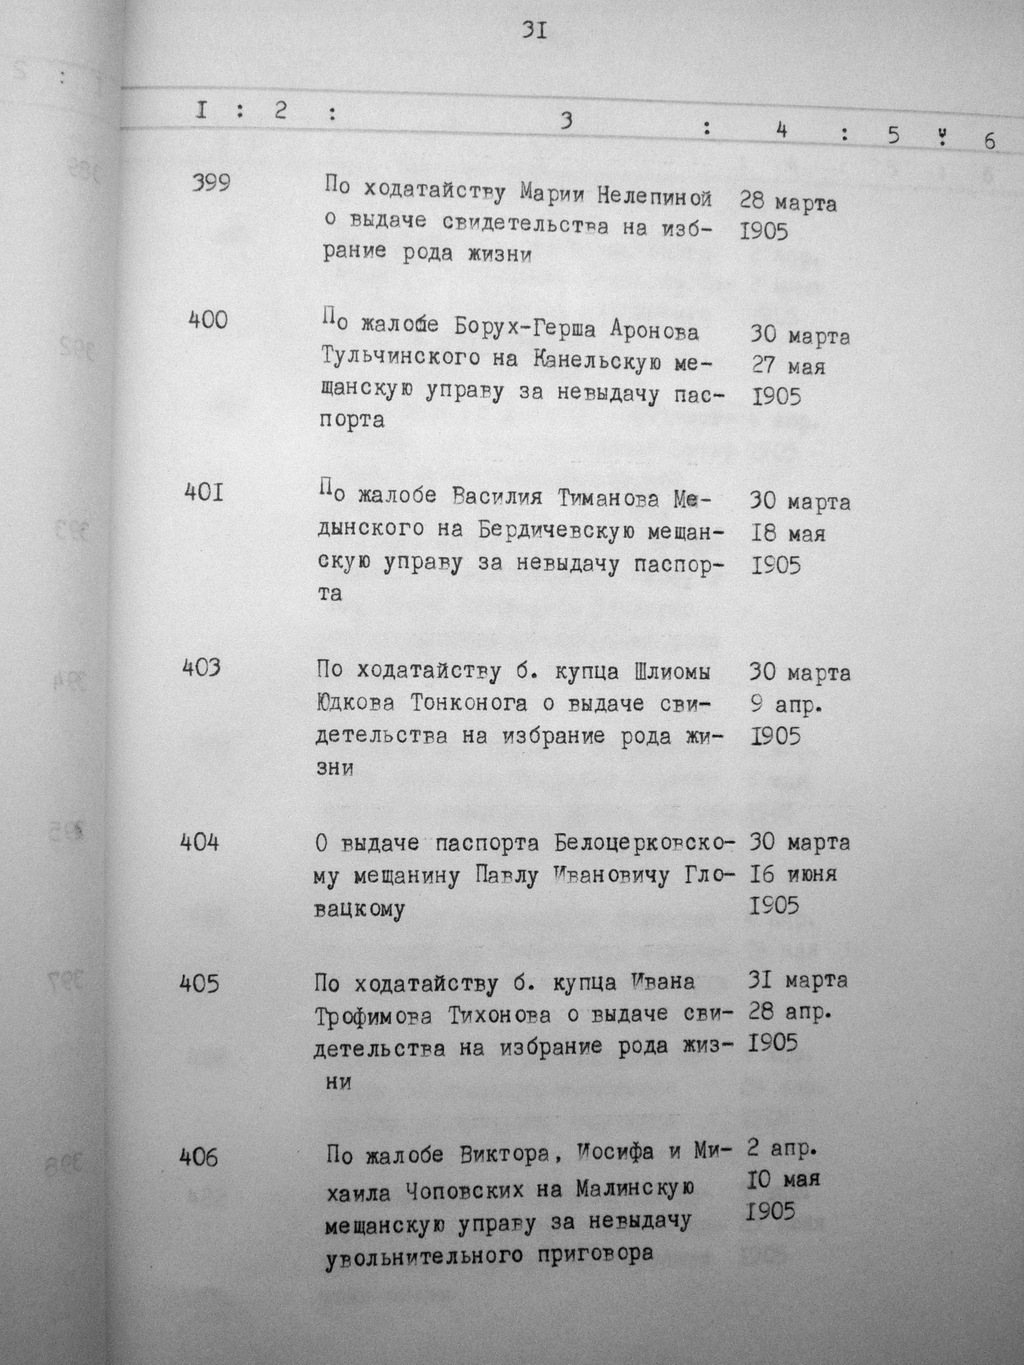 31
I : 2 : 3 : 4 : 5 : 6
399 По ходатайству Марии Нелепиной 28 марта
о выдаче свидетельства на изб- 1905
рание рода жизни
400 По жалобе Борух-Герша Аронова 30 марта
Тульчинского на Канельскую ме- 27 мая
щанскую управу за невыдачу пас- 1905
порта
401 По жалобе Василия Тиманова Ме- 30 марта
дынского на Бердичевскую мещан- 18 мая
скую управу за невыдачу паспор- 1905
та
403 По ходатайству б. купца Шлиомы 30 марта
Юдкова Тонконога о выдаче сви- 9 апр.
детельства на избрание рода жи- 1905
зни
404 О выдаче паспорта Белоцерковско- 30 марта
му мещанину Павлу Ивановичу Гло- 16 июня
вацкому 1905
405 По ходатайству б. купца Ивана 31 марта
Трофимова Тихонова о выдаче сви- 28 апр.
детельства на избрание рода жиз- 1905
ни
406 По жалобе Виктора, Иосифа и Ми- 2 апр.
хаила Чоповских на Малинскую 10 мая
мещанскую управу за невыдачу 1905
увольнительного приговора